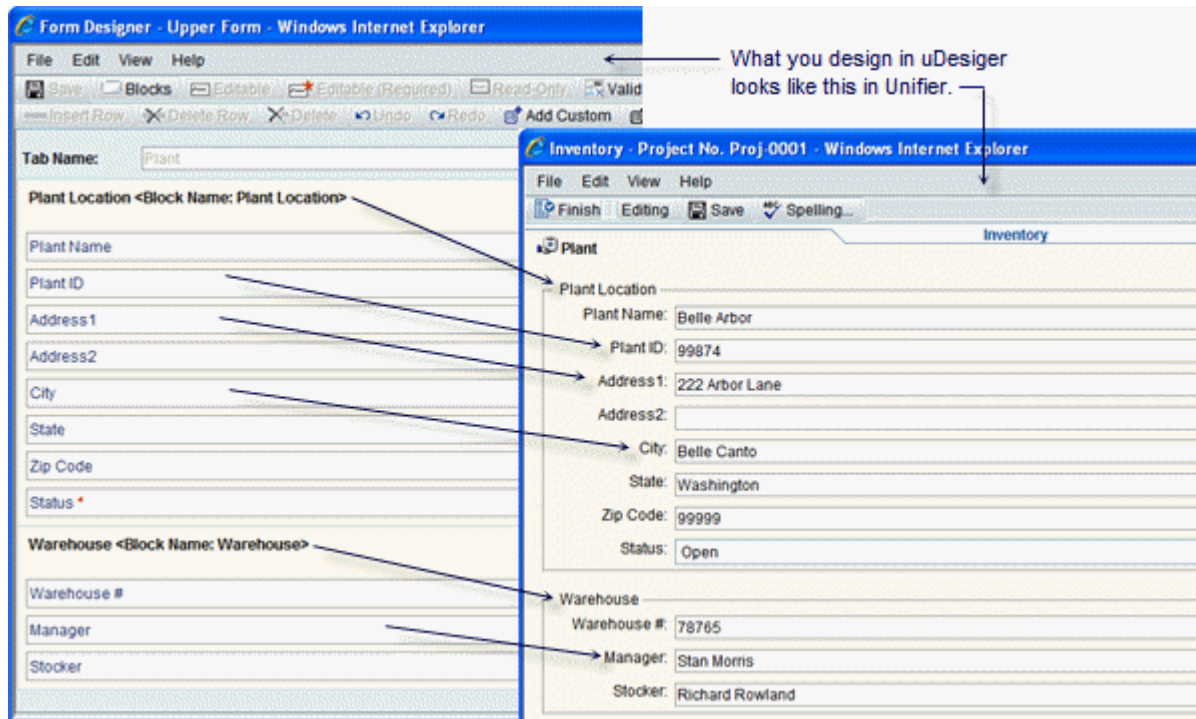 Form Designer - Upper Form - Windows Internet Explorer
File Edit View Help
Save Blocks Editable Editable (Required) Read-Only Valid
Insert Row Delete Row Delete Undo Redo Add Custom
Tab Name: Plant
Plant Location <Block Name: Plant Location>
Plant Name
Plant ID
Address1
Address2
City
State
Zip Code
Status *
Warehouse <Block Name: Warehouse>
Warehouse #
Manager
Stocker
What you design in uDesiger
looks like this in Unifier.
Inventory - Project No. Proj-0001 - Windows Internet Explorer
File Edit View Help
Finish Editing Save Spelling...
Inventory
Plant
Plant Location
Plant Name: Belle Arbor
Plant ID: 99874
Address1: 222 Arbor Lane
Address2:
City: Belle Canto
State: Washington
Zip Code: 99999
Status: Open
Warehouse
Warehouse #: 78765
Manager: Stan Morris
Stocker: Richard Rowland